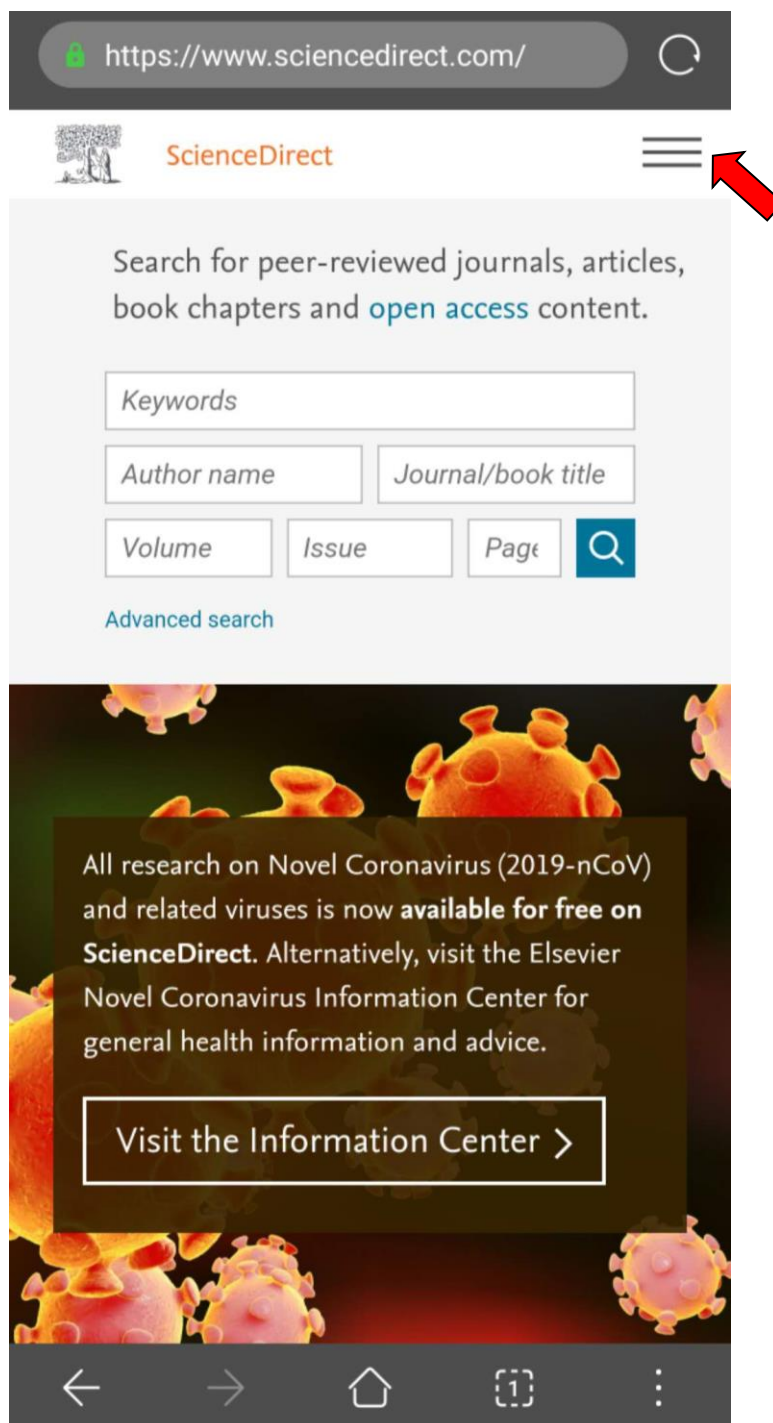 https://www.sciencedirect.com/
ScienceDirect
Search for peer-reviewed journals, articles,
book chapters and open access content.
Keywords
Author name
Journal/book title
Volume
Issue
Page
Advanced search
All research on Novel Coronavirus (2019-nCoV)
and related viruses is now available for free on
ScienceDirect. Alternatively, visit the Elsevier
Novel Coronavirus Information Center for
general health information and advice.
Visit the Information Center >
1